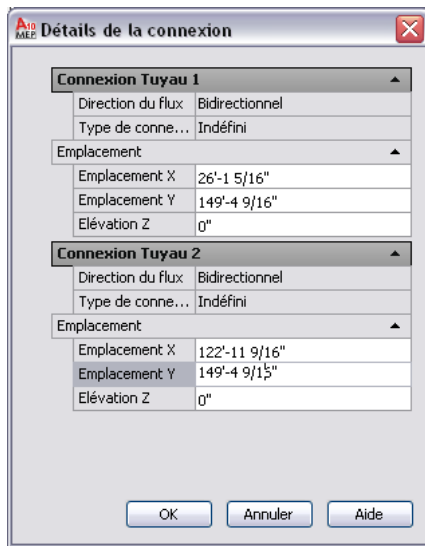 A10 MEP Détails de la connexion
Connexion Tuyau 1
Direction du flux Bidirectionnel
Type de conne... Indéfini
Emplacement
Emplacement X 26'-1 5/16"
Emplacement Y 149'-4 9/16"
Elévation Z 0"
Connexion Tuyau 2
Direction du flux Bidirectionnel
Type de conne... Indéfini
Emplacement
Emplacement X 122'-11 9/16"
Emplacement Y 149'-4
Elévation Z 0"
OK Annuler Aide